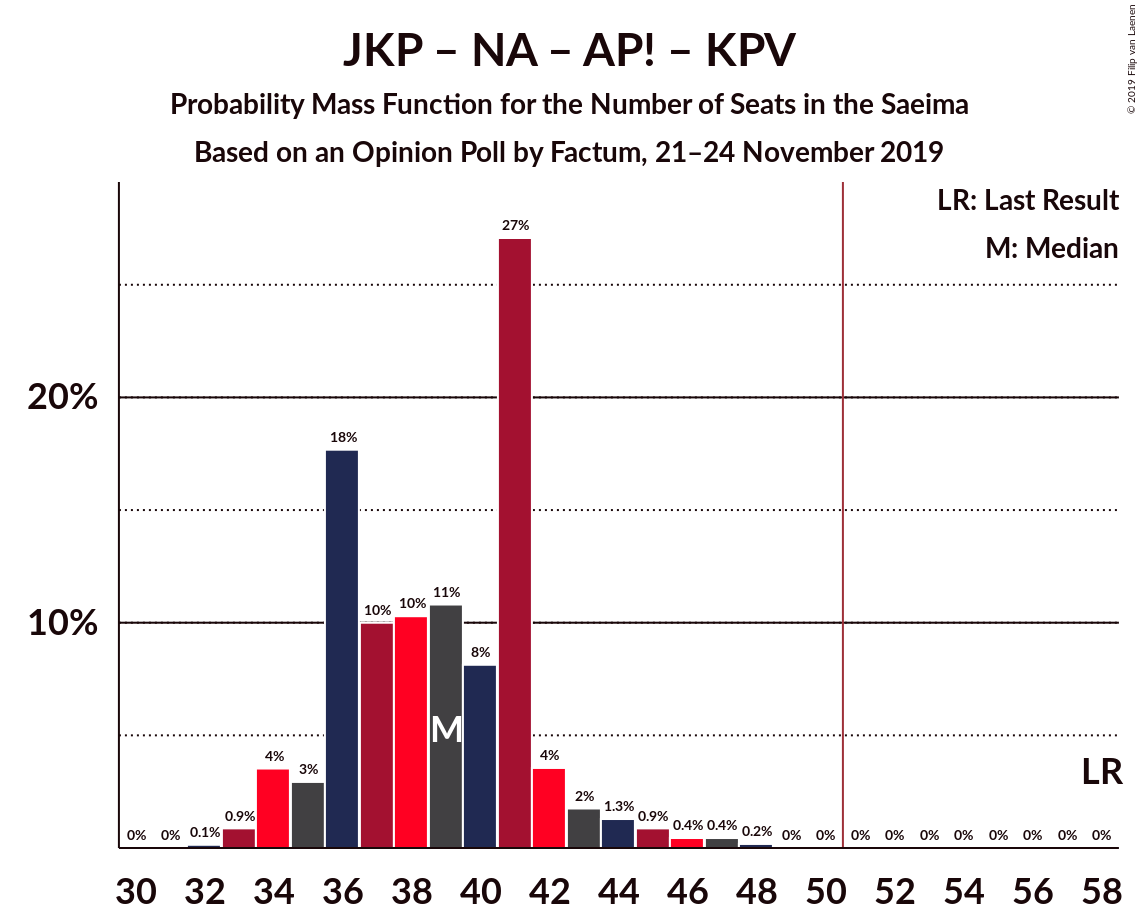 JKP – NA – AP! – KPV
Probability Mass Function for the Number of Seats in the Saeima
Based on an Opinion Poll by Factum, 21–24 November 2019
© 2019 Filip van Laenen
LR: Last Result
M: Median
20%
10%
0% 0% 0.1% 0.9% 4% 3% 18% 10% 10% 11% 8% 27% 4% 2% 1.3% 0.9% 0.4% 0.4% 0.2% 0% 0% 0% 0% 0% 0% 0% 0% 0% 0%
M
LR
30 32 34 36 38 40 42 44 46 48 50 52 54 56 58